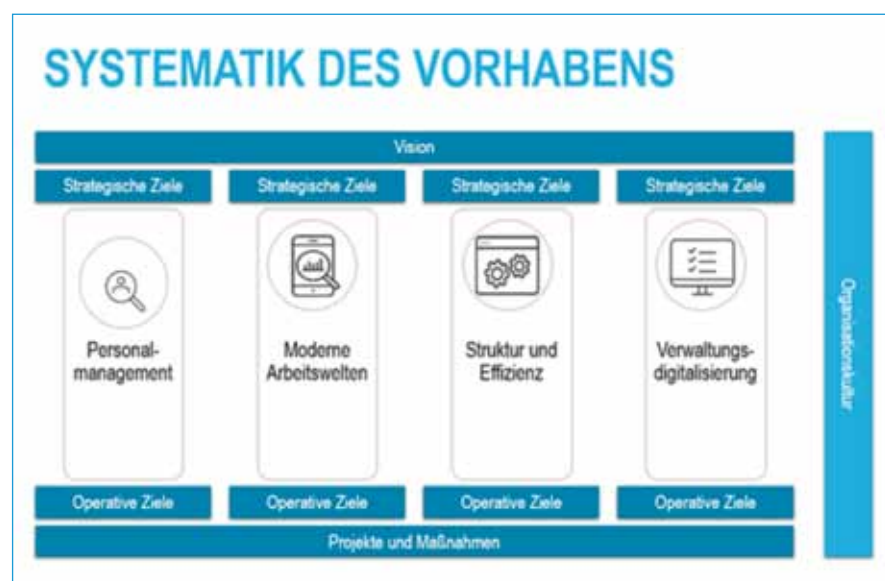 SYSTEMATIK DES VORHABENS
Vision
Strategische Ziele
Strategische Ziele
Strategische Ziele
Strategische Ziele
Personal-
management
Moderne
Arbeitswelten
Struktur und
Effizienz
Verwaltungs-
digitalisierung
Operative Ziele
Operative Ziele
Operative Ziele
Operative Ziele
Projekte und Maßnahmen
Organisationskultur